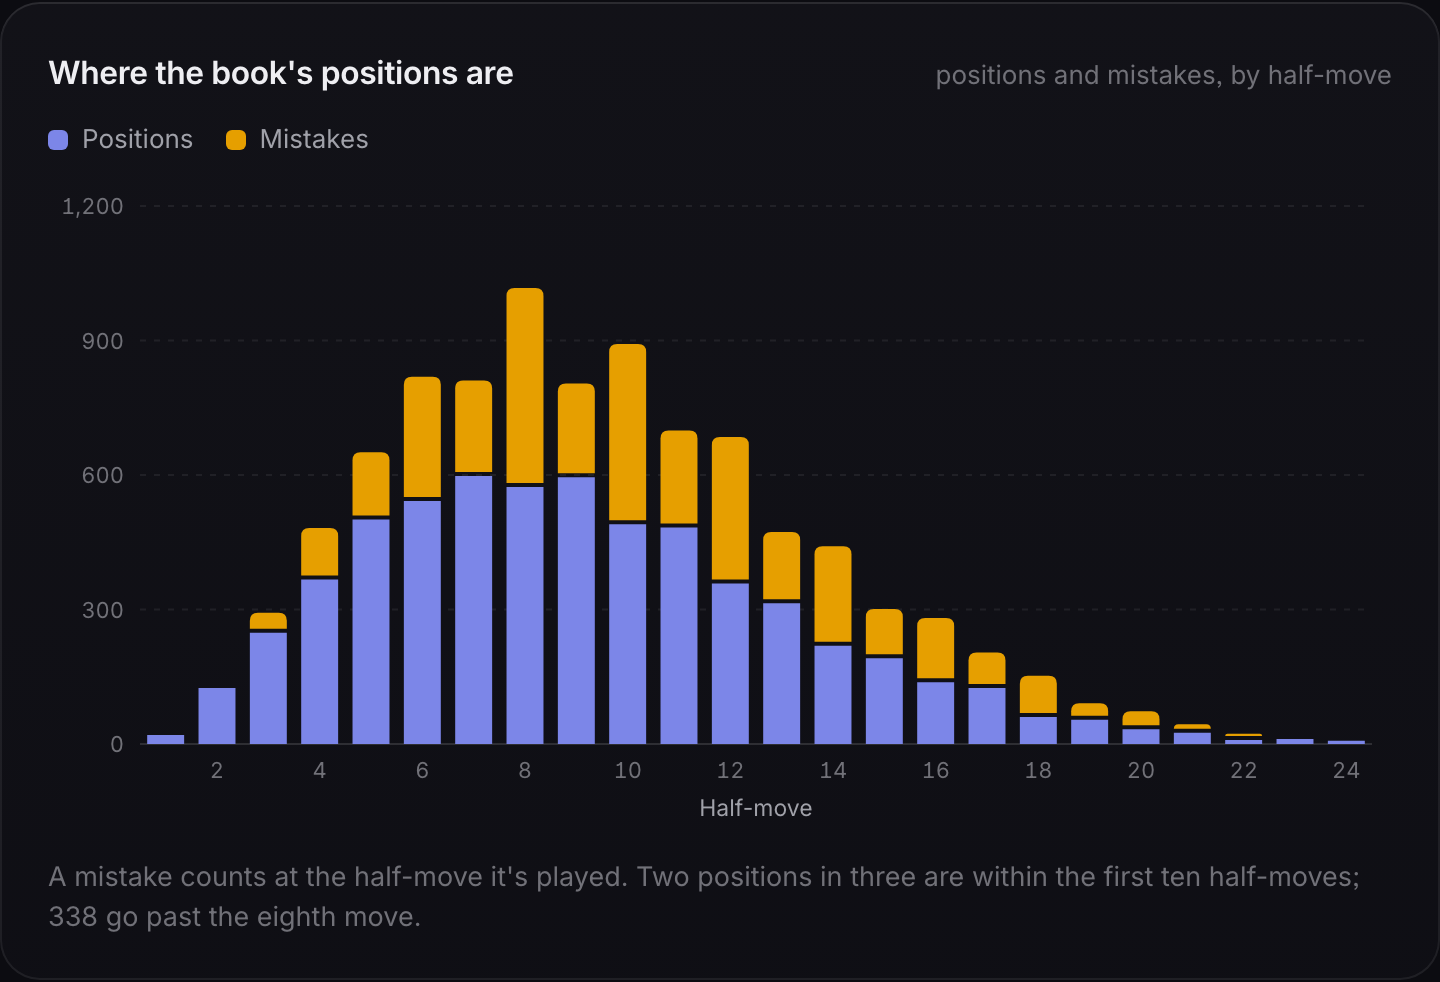 Where the book's positions are
positions and mistakes, by half-move
Positions
Mistakes
1,200
900
600
300
0
2 4 6 8 10 12 14 16 18 20 22 24
Half-move
A mistake counts at the half-move it's played. Two positions in three are within the first ten half-moves;
338 go past the eighth move.